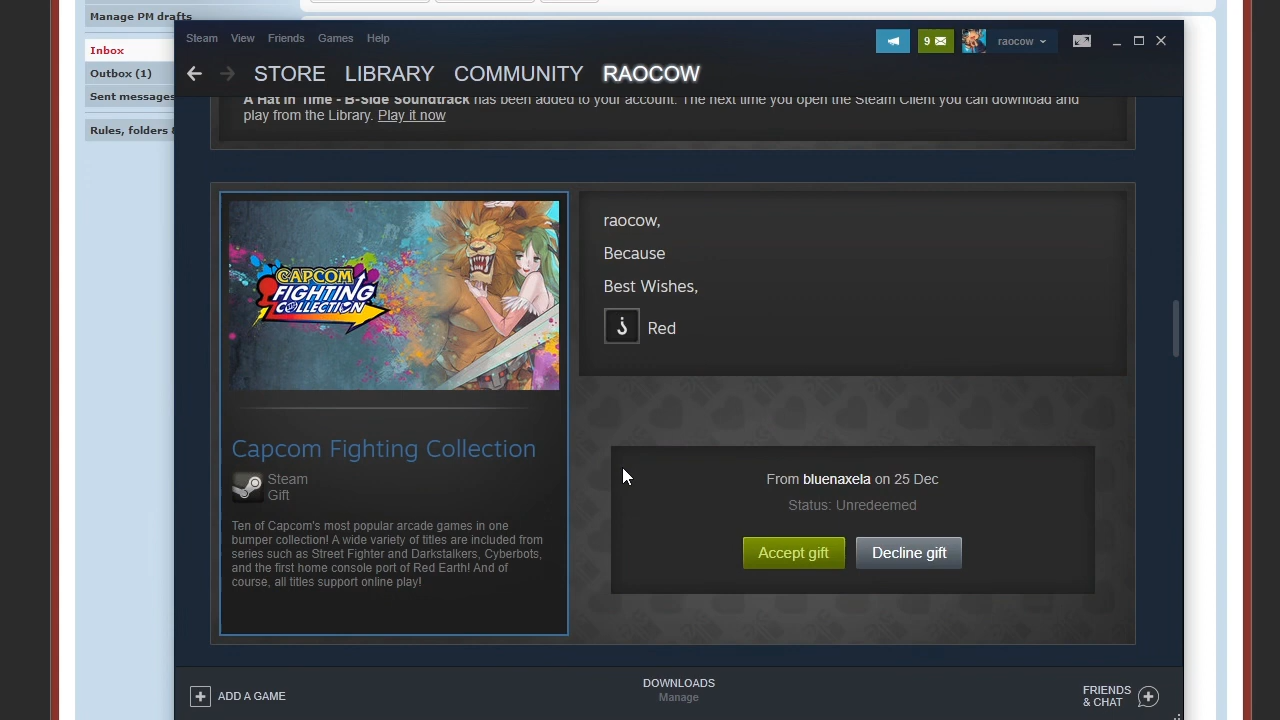 Manage PM drafts
Inbox
Outbox (1)
Sent messages
Rules, folders
Steam View Friends Games Help
9
raocow
STORE LIBRARY COMMUNITY RAOCOW
A Hat in Time - B-Side Soundtrack has been added to your account. The next time you open the Steam Client you can download and
play from the Library. Play it now
CAPCOM
FIGHTING
COLLECTION
raocow,
Because
Best Wishes,
Red
Capcom Fighting Collection
Steam
Gift
Ten of Capcom's most popular arcade games in one
bumper collection! A wide variety of titles are included from
series such as Street Fighter and Darkstalkers, Cyberbots,
and the first home console port of Red Earth! And of
course, all titles support online play!
From bluenaxela on 25 Dec
Status: Unredeemed
Accept gift Decline gift
ADD A GAME
DOWNLOADS
Manage
FRIENDS
& CHAT